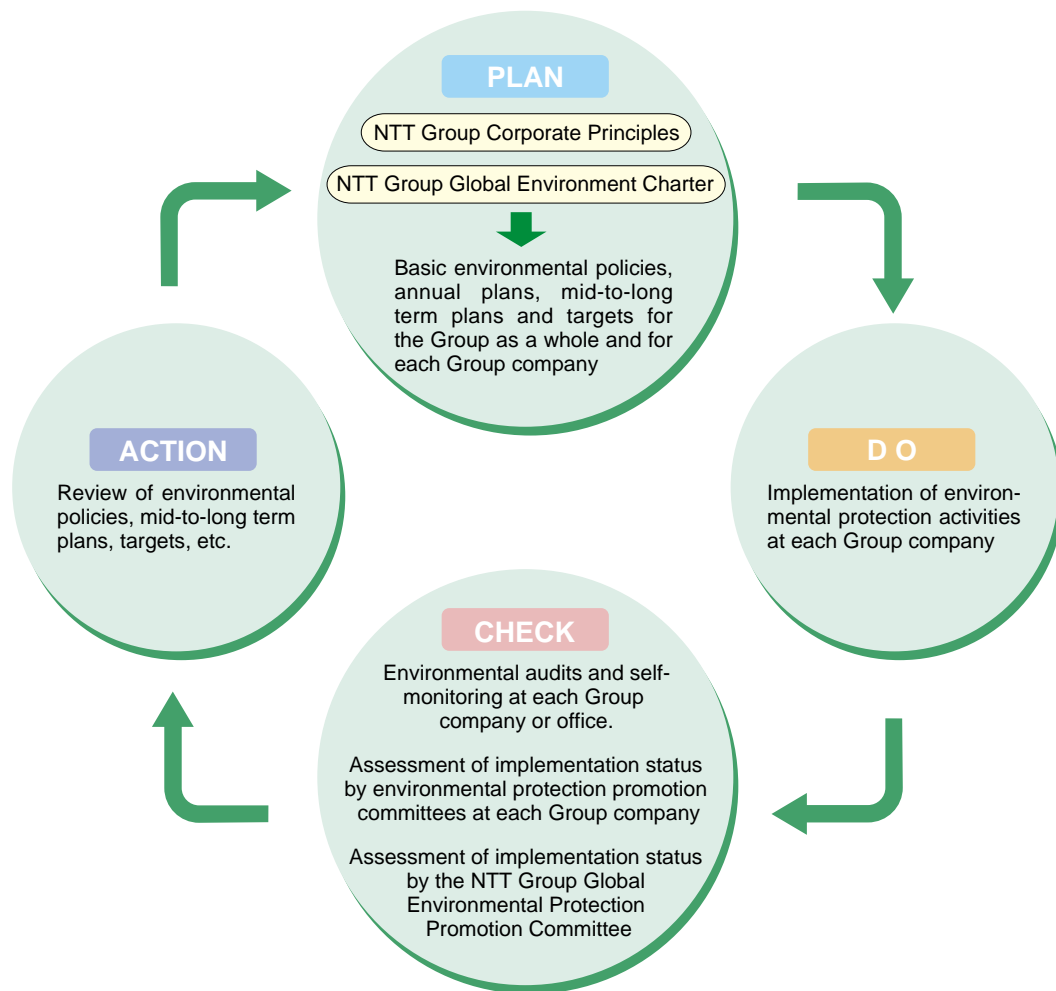 PLAN
NTT Group Corporate Principles
NTT Group Global Environment Charter
Basic environmental policies,
annual plans, mid-to-long
term plans and targets for
the Group as a whole and for
each Group company
D O
Implementation of environ-
mental protection activities
at each Group company
CHECK
Environmental audits and self-
monitoring at each Group
company or office.
Assessment of implementation status
by environmental protection promotion
committees at each Group company
Assessment of implementation status
by the NTT Group Global
Environmental Protection
Promotion Committee
ACTION
Review of environmental
policies, mid-to-long term
plans, targets, etc.